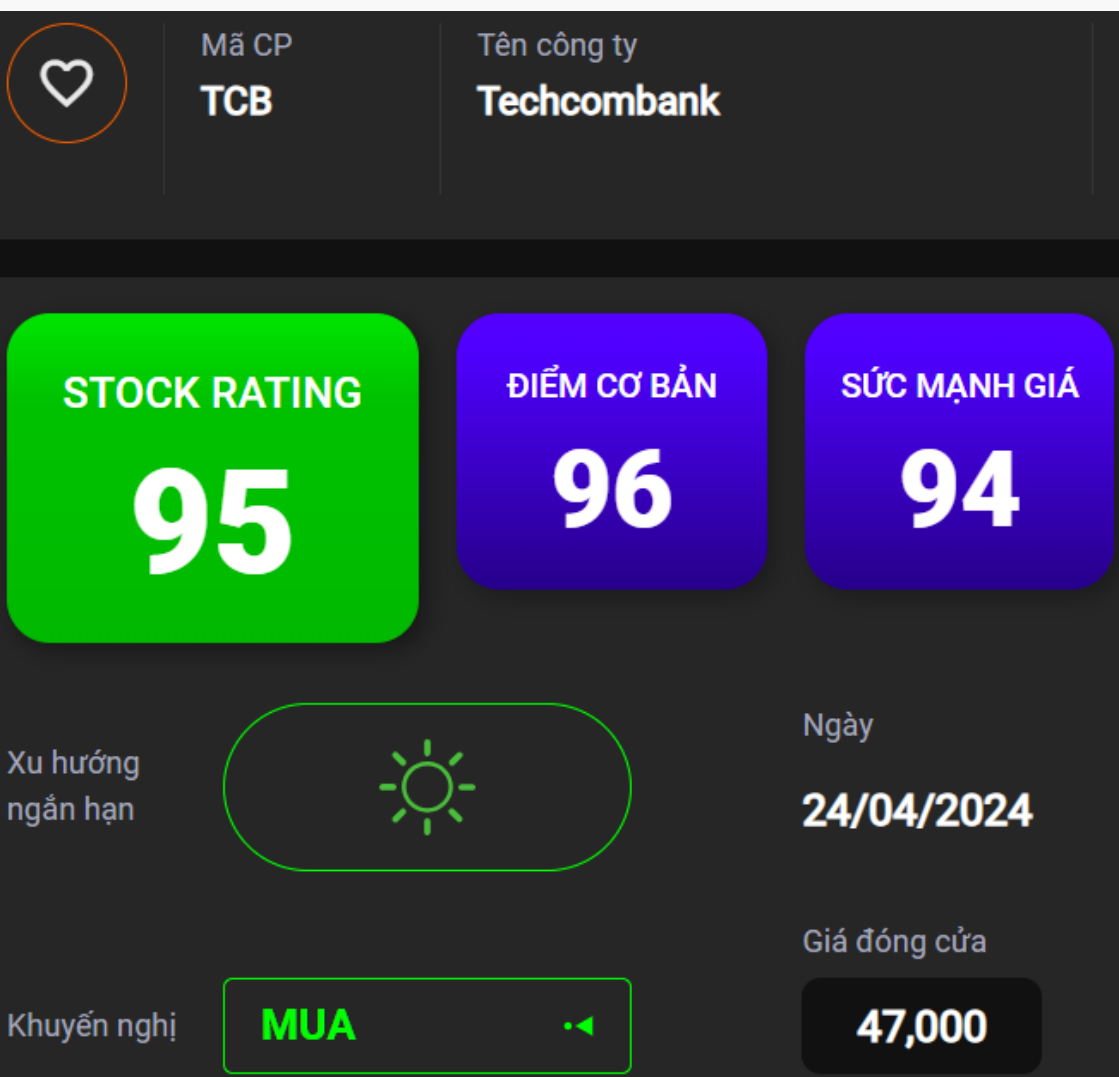 Mã CP
TCB
Tên công ty
Techcombank
STOCK RATING
95
ĐIỂM CƠ BẢN
96
SỨC MẠNH GIÁ
94
Xu hướng
ngắn hạn
Ngày
24/04/2024
Khuyến nghị
MUA
Giá đóng cửa
47,000